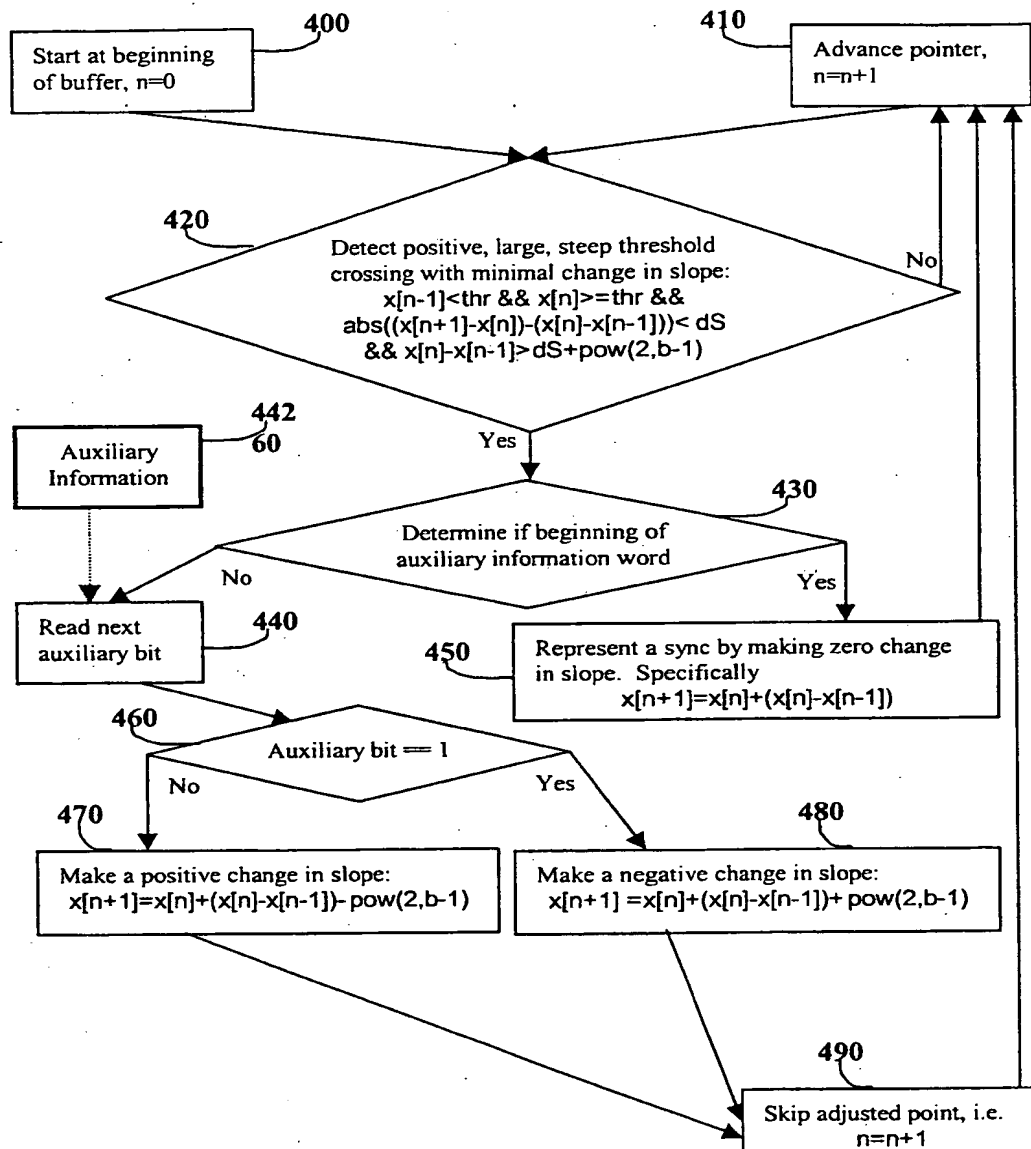 400
Start at beginning
of buffer, n=0
410
Advance pointer,
n=n+1
420
Detect positive, large, steep threshold
crossing with minimal change in slope:
x[n-1]<thr && x[n]>=thr &&
abs((x[n+1]-x[n])-(x[n]-x[n-1]))< dS
&& x[n]-x[n-1]>dS+pow(2,b-1)
No
Yes
442
60
Auxiliary
Information
430
Determine if beginning of
auxiliary information word
No
Yes
440
Read next
auxiliary bit
450
Represent a sync by making zero change
in slope. Specifically
x[n+1]=x[n]+(x[n]-x[n-1])
460
Auxiliary bit == 1
No
Yes
470
Make a positive change in slope:
x[n+1]=x[n]+(x[n]-x[n-1])-pow(2,b-1)
480
Make a negative change in slope:
x[n+1] =x[n]+(x[n]-x[n-1])+pow(2,b-1)
490
Skip adjusted point, i.e.
n=n+1